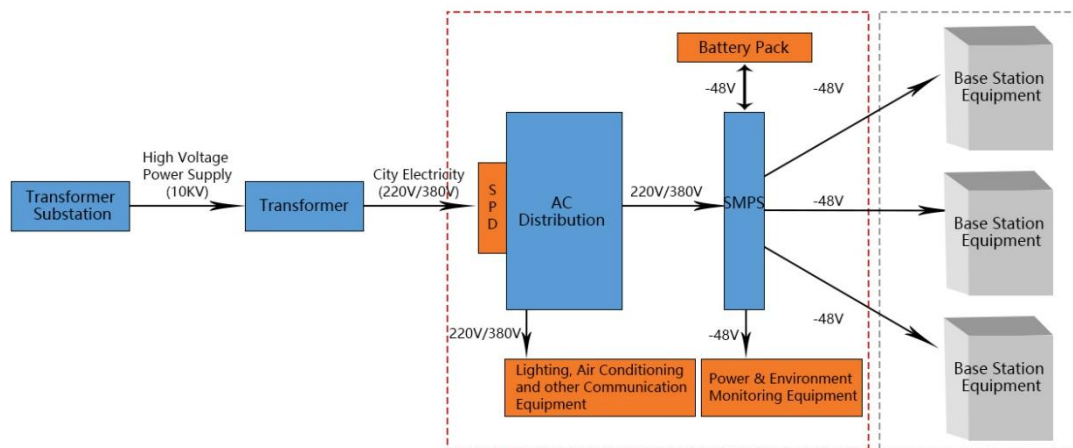 Transformer
Substation
High Voltage
Power Supply
(10KV)
Transformer
City Electricity
(220V/380V)
S
P
D
AC
Distribution
220V/380V
220V/380V
Lighting, Air Conditioning
and other Communication
Equipment
Battery Pack
-48V
SMPS
-48V
Power & Environment
Monitoring Equipment
-48V
-48V
-48V
Base Station
Equipment
Base Station
Equipment
Base Station
Equipment